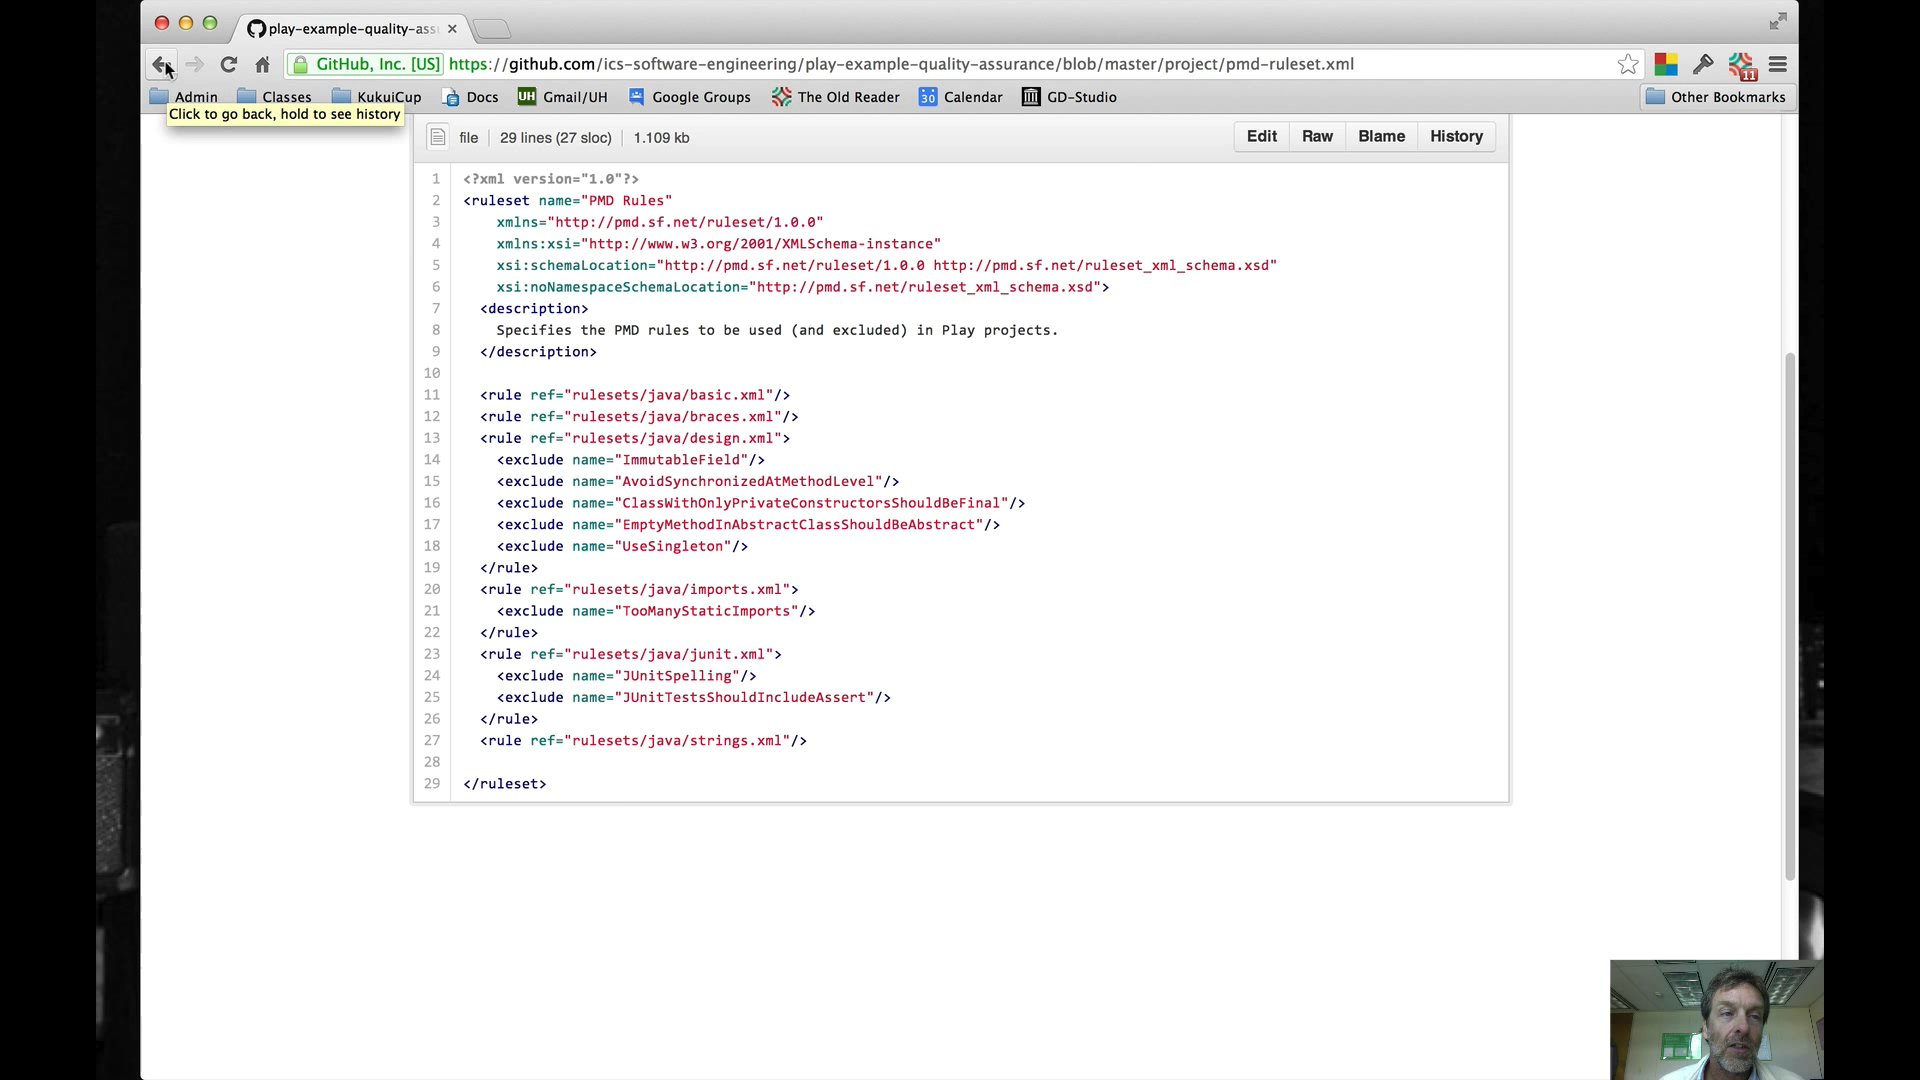 play-example-quality-ass
GitHub, Inc. [US] https://github.com/ics-software-engineering/play-example-quality-assurance/blob/master/project/pmd-ruleset.xml
11
Admin Classes KukuiCup Docs UH Gmail/UH Google Groups The Old Reader 30 Calendar GD-Studio Other Bookmarks
Click to go back, hold to see history
file 29 lines (27 sloc) 1.109 kb Edit Raw Blame History
1 <?xml version="1.0"?>
2 <ruleset name="PMD Rules"
3 xmlns="http://pmd.sf.net/ruleset/1.0.0"
4 xmlns:xsi="http://www.w3.org/2001/XMLSchema-instance"
5 xsi:schemaLocation="http://pmd.sf.net/ruleset/1.0.0 http://pmd.sf.net/ruleset_xml_schema.xsd"
6 xsi:noNamespaceSchemaLocation="http://pmd.sf.net/ruleset_xml_schema.xsd">
7 <description>
8 Specifies the PMD rules to be used (and excluded) in Play projects.
9 </description>
10
11 <rule ref="rulesets/java/basic.xml"/>
12 <rule ref="rulesets/java/braces.xml"/>
13 <rule ref="rulesets/java/design.xml">
14 <exclude name="ImmutableField"/>
15 <exclude name="AvoidSynchronizedAtMethodLevel"/>
16 <exclude name="ClassWithOnlyPrivateConstructorsShouldBeFinal"/>
17 <exclude name="EmptyMethodInAbstractClassShouldBeAbstract"/>
18 <exclude name="UseSingleton"/>
19 </rule>
20 <rule ref="rulesets/java/imports.xml">
21 <exclude name="TooManyStaticImports"/>
22 </rule>
23 <rule ref="rulesets/java/junit.xml">
24 <exclude name="JUnitSpelling"/>
25 <exclude name="JUnitTestsShouldIncludeAssert"/>
26 </rule>
27 <rule ref="rulesets/java/strings.xml"/>
28
29 </ruleset>